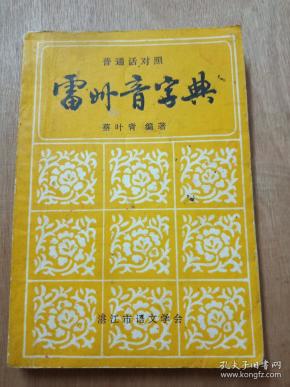 普通话对照
雷州音字典
蔡叶青 编著
湛江市语文学会
孔夫子旧书网